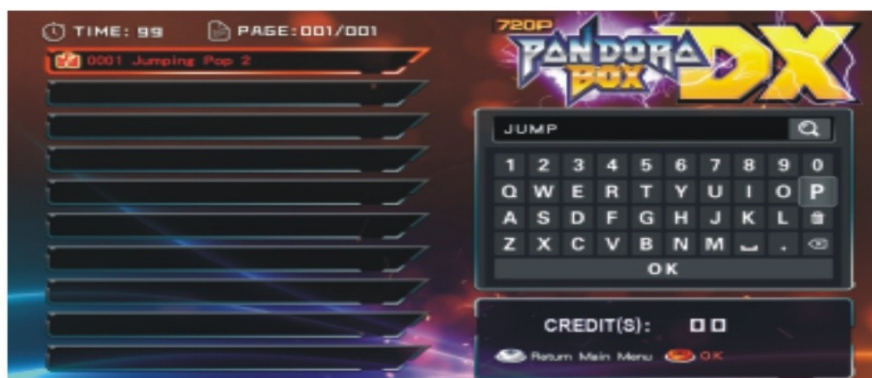 TIME: 99 PAGE:001/001
0001 Jumping Pop 2
720P
PANDORA
BOX
DX
JUMP
1 2 3 4 5 6 7 8 9 0
Q W E R T Y U I O P
A S D F G H J K L
Z X C V B N M .
OK
CREDIT(S): 00
Return Main Menu OK